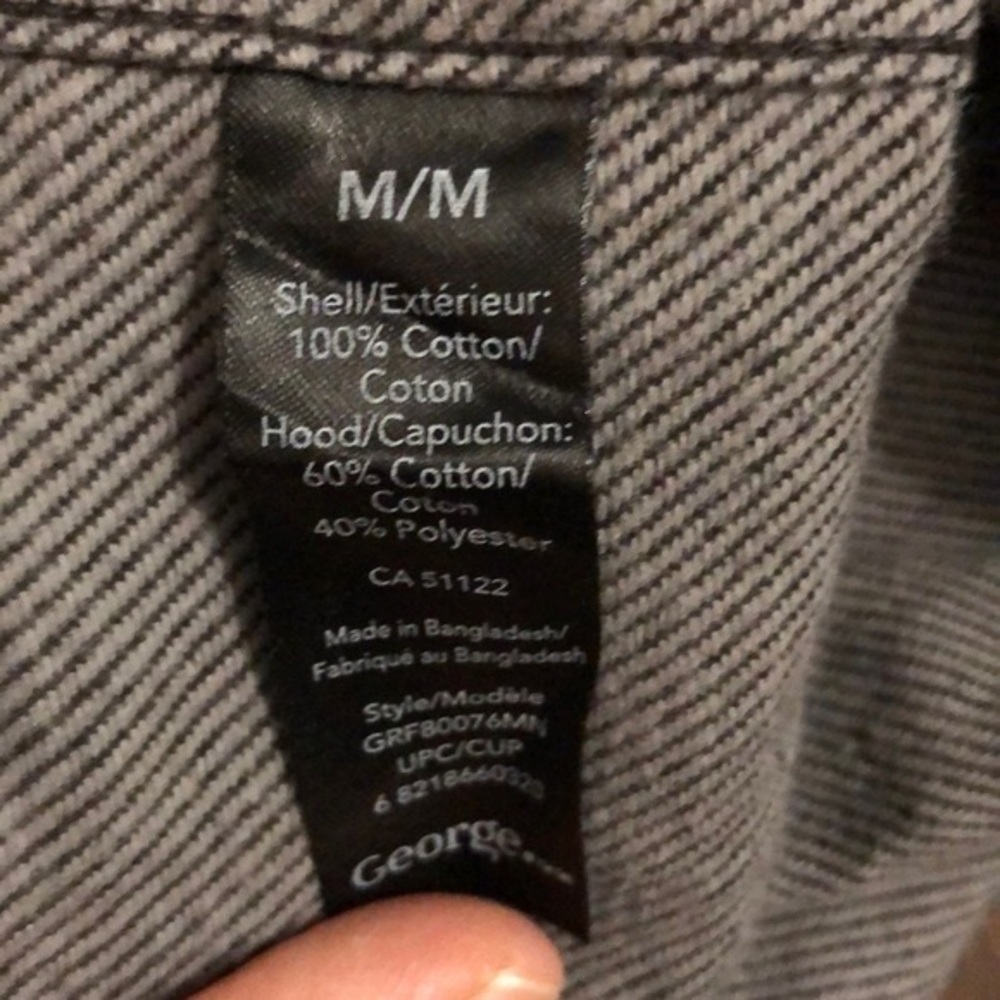 M/M
Shell/Extérieur:
100% Cotton/
Coton
Hood/Capuchon:
60% Cotton/
Coton
40% Polyester
CA 51122
Made in Bangladesh/
Fabriqué au Bangladesh
Style/Modèle
GRF80076MN
UPC/CUP
George